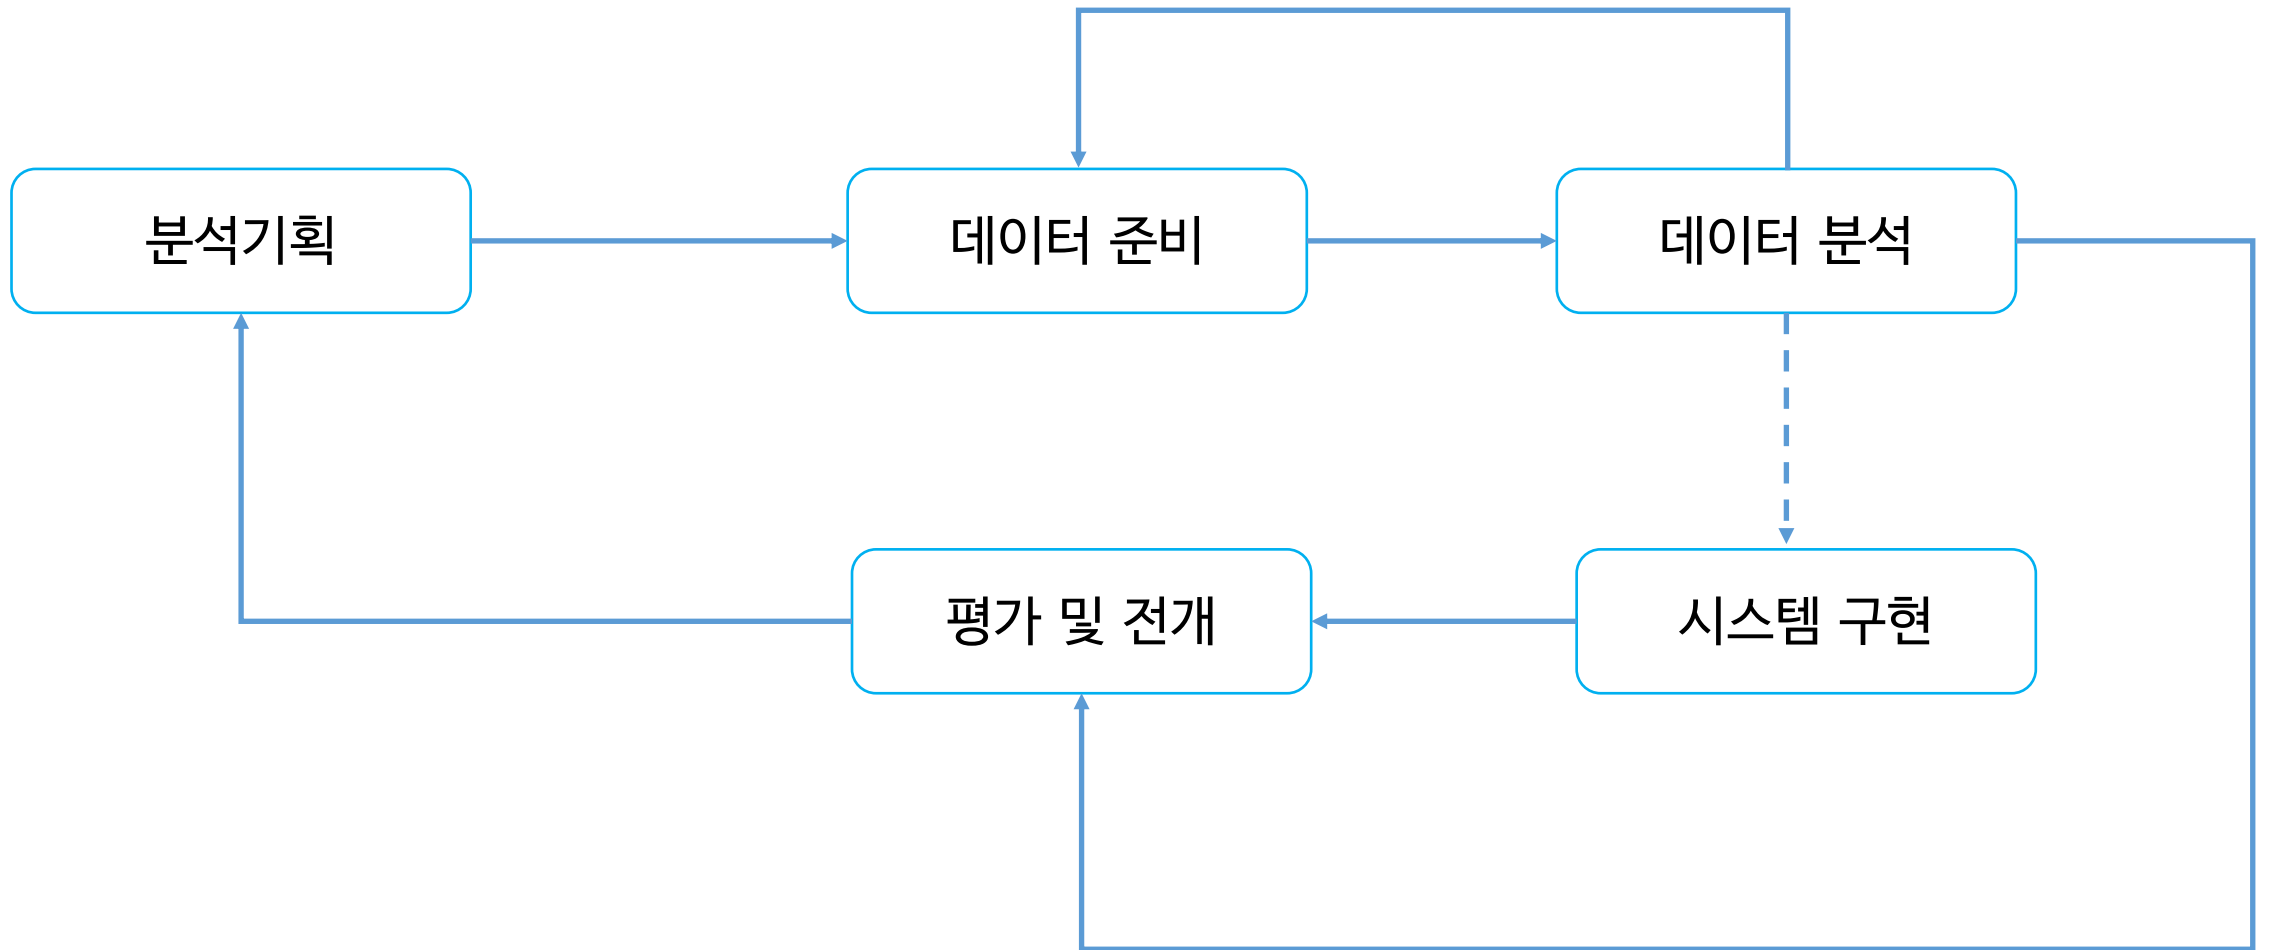 분석기획
데이터 준비
데이터 분석
평가 및 전개
시스템 구현